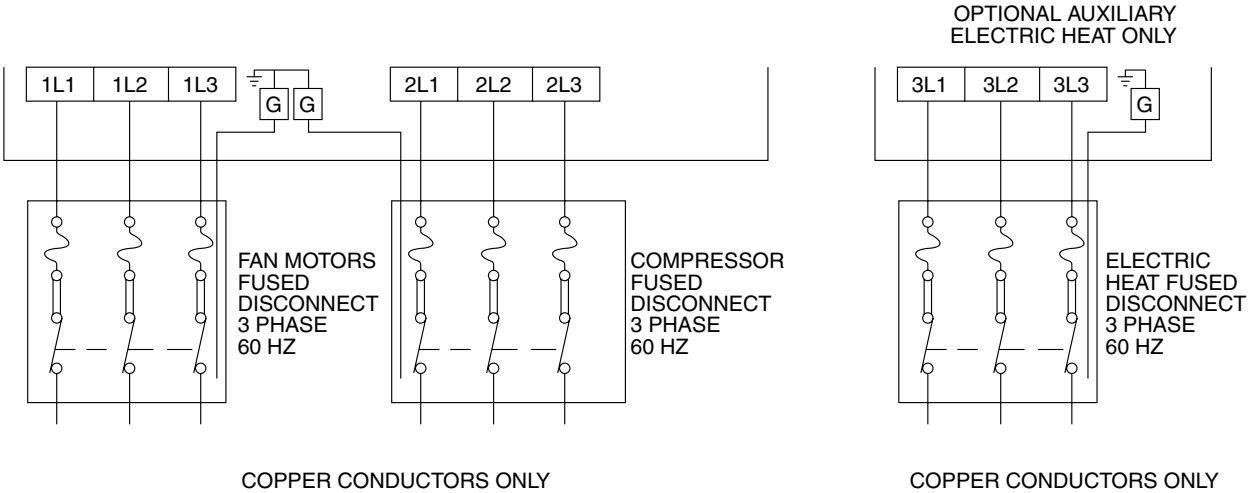 OPTIONAL AUXILIARY
ELECTRIC HEAT ONLY
1L1 1L2 1L3 G G 2L1 2L2 2L3 3L1 3L2 3L3 G
FAN MOTORS
FUSED
DISCONNECT
3 PHASE
60 HZ
COMPRESSOR
FUSED
DISCONNECT
3 PHASE
60 HZ
ELECTRIC
HEAT FUSED
DISCONNECT
3 PHASE
60 HZ
COPPER CONDUCTORS ONLY
COPPER CONDUCTORS ONLY